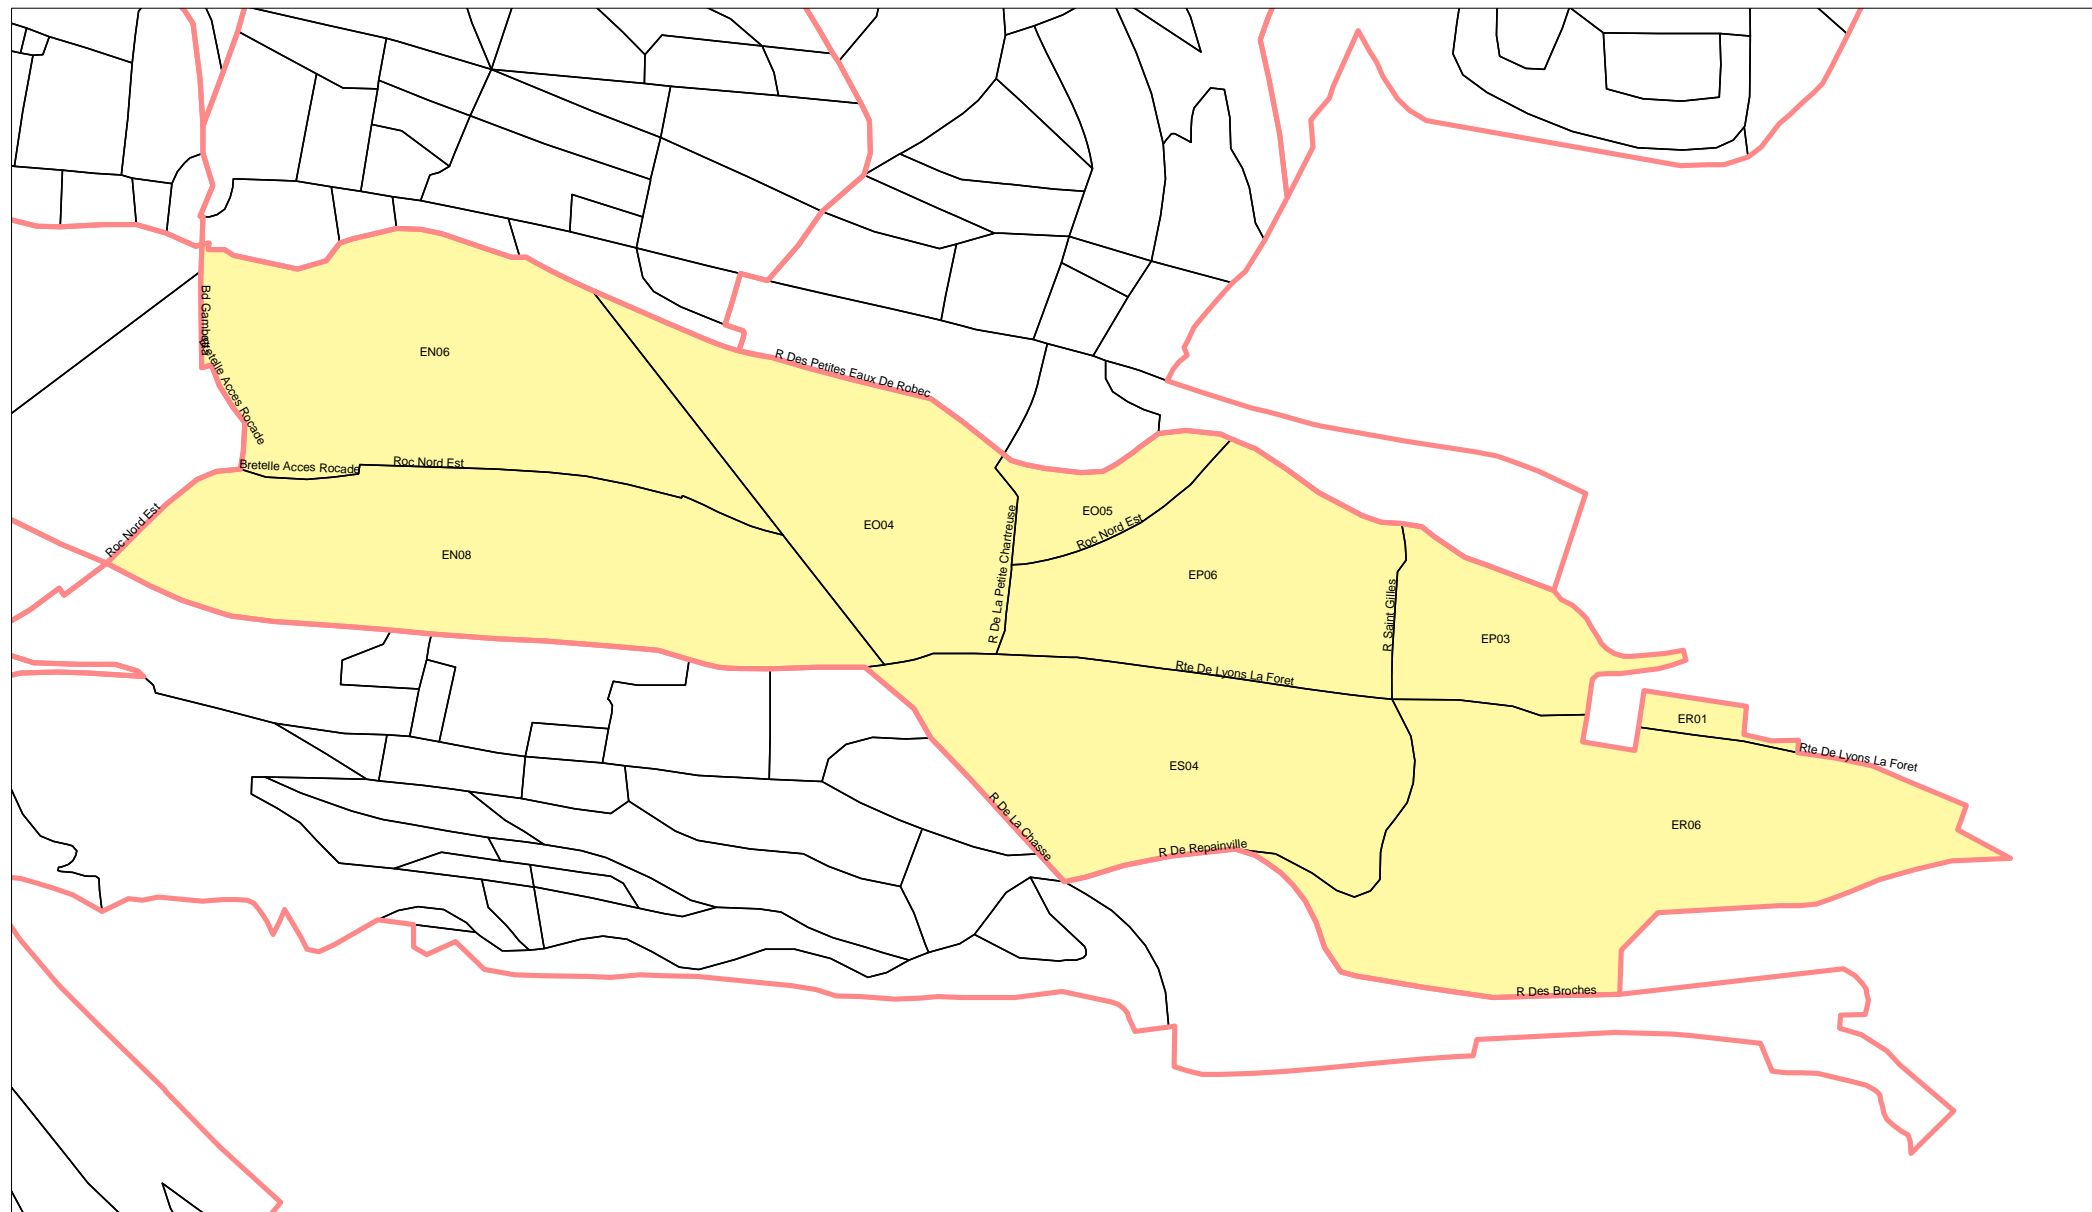 Bd Gambetta
EN06
R Des Petites Eaux De Robec
Bretelle Acces Rocade
Bretelle Acces Rocade
Roc Nord Est
Roc Nord Est
EN08
EO04
R De La Petite Chartreuse
EO05
Roc Nord Est
EP06
R Saint Gilles
EP03
Rte De Lyons La Foret
ER01
Rte De Lyons La Foret
ES04
R De La Chasse
R De Repainville
ER06
R Des Broches